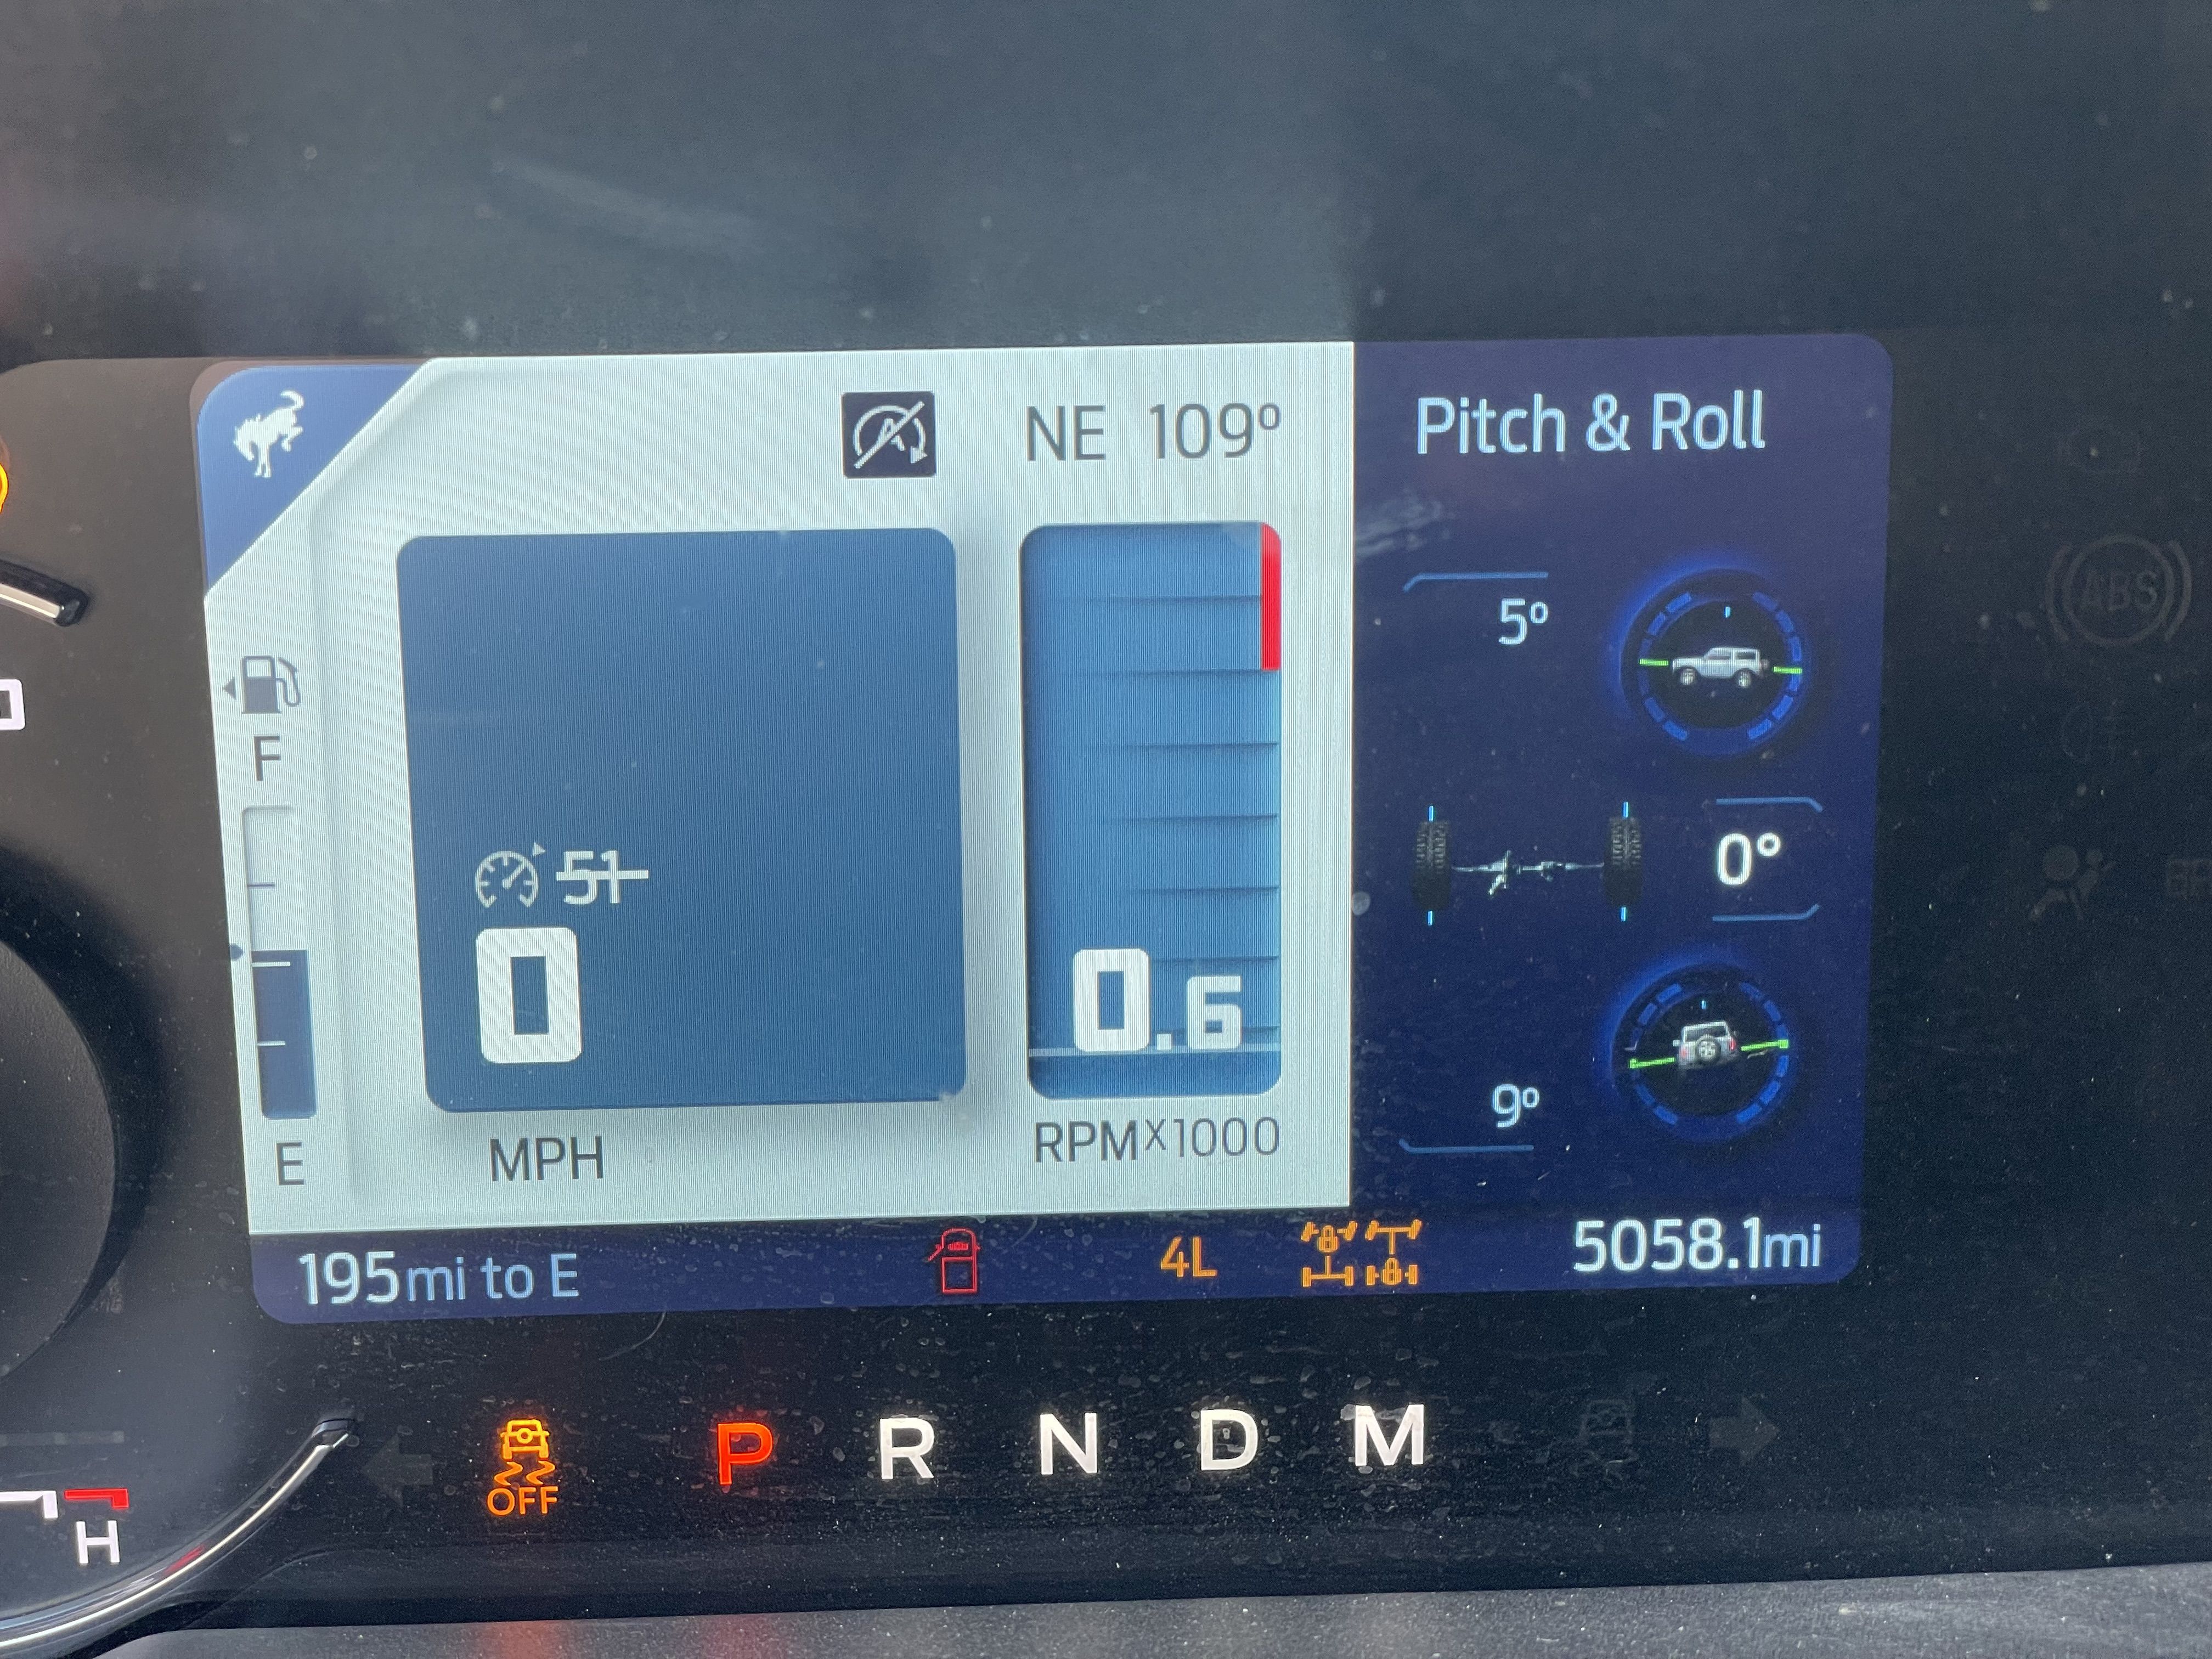 NE 109°
Pitch & Roll
5°
F
51
0
0.6
0°
9°
E
MPH
RPMX1000
195mi to E
4L
5058.1mi
P R N D M
OFF
H
ABS